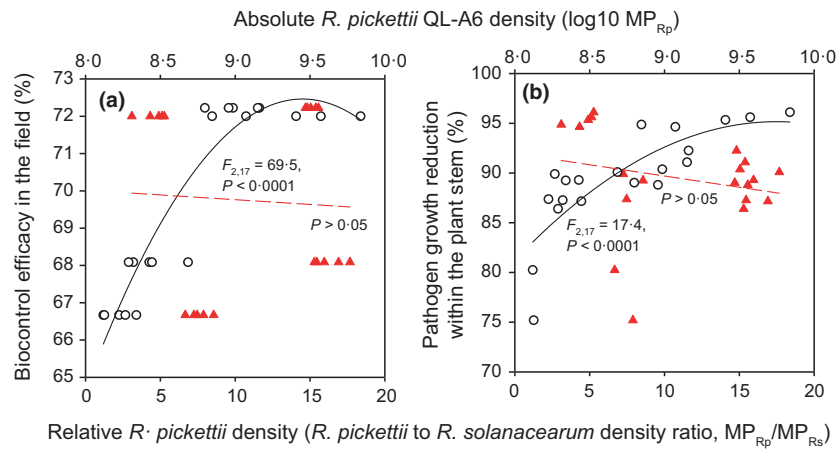 Absolute R. pickettii QL-A6 density (log10 MPRp)
8·0 8·5 9·0 9·5 10·0
8·0 8·5 9·0 9·5 10·0
(a)
(b)
Biocontrol efficacy in the field (%)
73
72
71
70
69
68
67
66
65
F2,17 = 69·5,
P < 0·0001
P > 0·05
0 5 10 15 20
Pathogen growth reduction
within the plant stem (%)
100
95
90
85
80
75
70
P > 0·05
F2,17 = 17·4,
P < 0·0001
0 5 10 15 20
Relative R· pickettii density (R. pickettii to R. solanacearum density ratio, MPRp/MPRs)